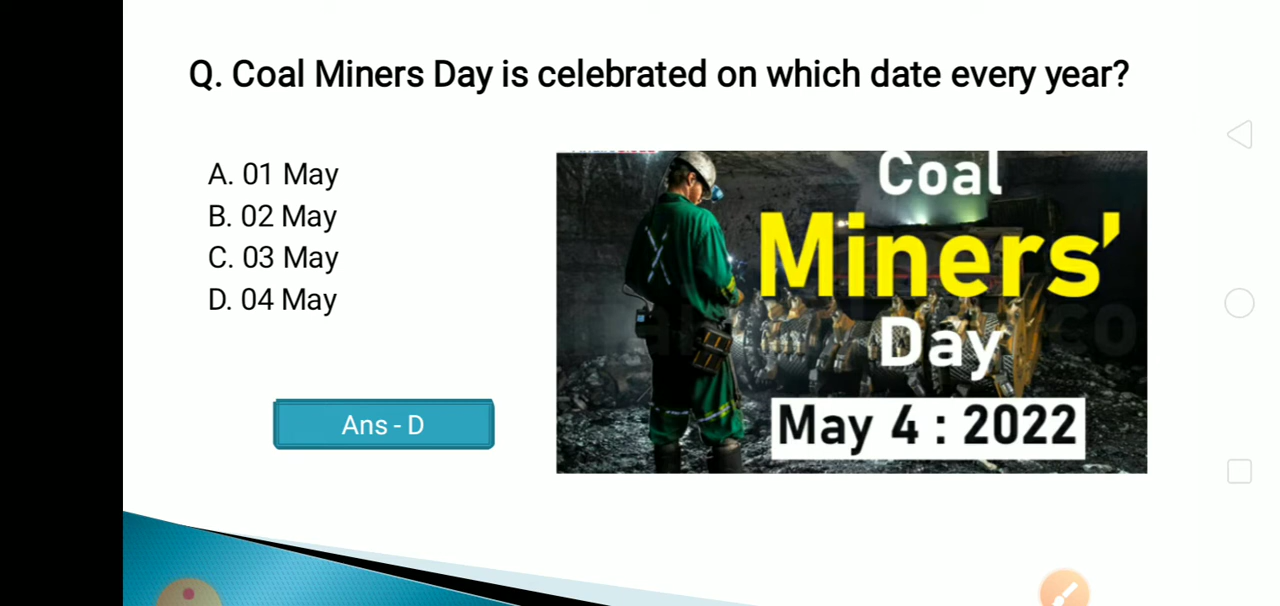 Q. Coal Miners Day is celebrated on which date every year?
A. 01 May
B. 02 May
C. 03 May
D. 04 May
Ans - D
Coal
Miners'
Day
May 4 : 2022